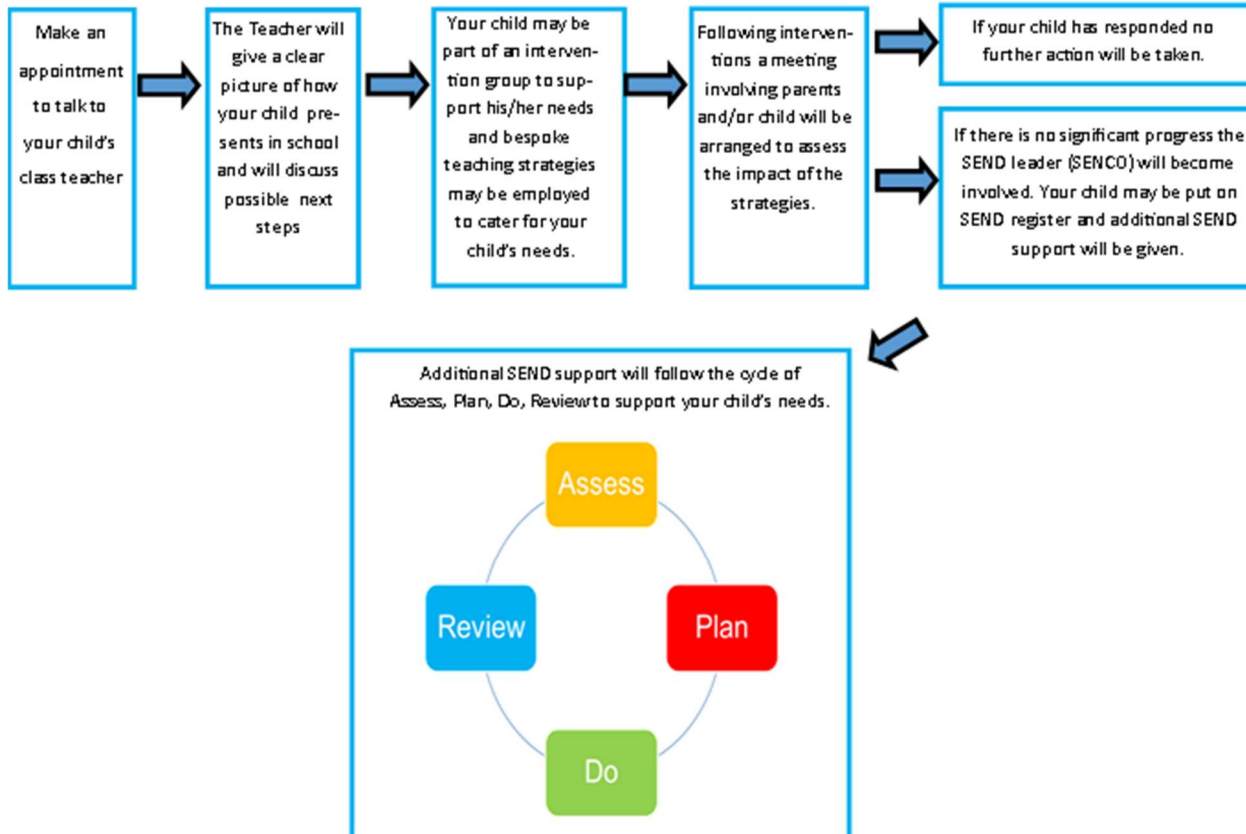 Make an
appointment
to talk to
your child's
class teacher
The Teacher will
give a clear
picture of how
your child pre-
sents in school
and will discuss
possible next
steps
Your child may be
part of an interven-
tion group to sup-
port his/her needs
and bespoke
teaching strategies
may be employed
to cater for your
child's needs.
Following interven-
tions a meeting
involving parents
and/or child will be
arranged to assess
the impact of the
strategies.
If your child has responded no
further action will be taken.
If there is no significant progress the
SEND leader (SENCO) will become
involved. Your child may be put on
SEND register and additional SEND
support will be given.
Additional SEND support will follow the cycle of
Assess, Plan, Do, Review to support your child's needs.
Assess
Plan
Do
Review